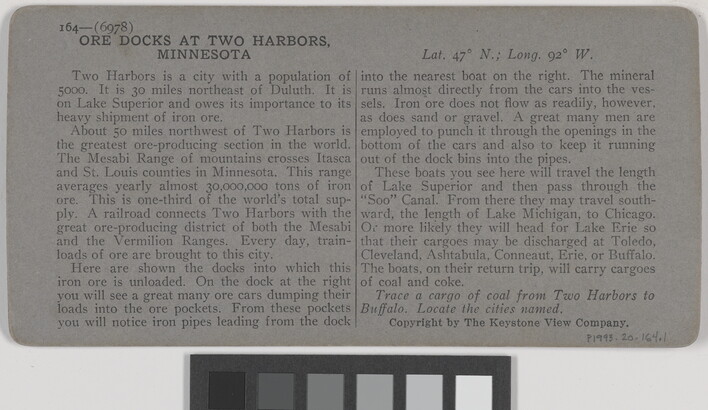 164—(6978)
ORE DOCKS AT TWO HARBORS,
MINNESOTA
Lat. 47° N.; Long. 92° W.
Two Harbors is a city with a population of
5000. It is 30 miles northeast of Duluth. It is
on Lake Superior and owes its importance to its
heavy shipment of iron ore.
About 50 miles northwest of Two Harbors is
the greatest ore-producing section in the world.
The Mesabi Range of mountains crosses Itasca
and St. Louis counties in Minnesota. This range
averages yearly almost 30,000,000 tons of iron
ore. This is one-third of the world's total sup-
ply. A railroad connects Two Harbors with the
great ore-producing district of both the Mesabi
and the Vermilion Ranges. Every day, train-
loads of ore are brought to this city.
Here are shown the docks into which this
iron ore is unloaded. On the dock at the right
you will see a great many ore cars dumping their
loads into the ore pockets. From these pockets
you will notice iron pipes leading from the dock
into the nearest boat on the right. The mineral
runs almost directly from the cars into the ves-
sels. Iron ore does not flow as readily, however,
as does sand or gravel. A great many men are
employed to punch it through the openings in the
bottom of the cars and also to keep it running
out of the dock bins into the pipes.
These boats you see here will travel the length
of Lake Superior and then pass through the
"Soo" Canal. From there they may travel south-
ward, the length of Lake Michigan, to Chicago.
Or more likely they will head for Lake Erie so
that their cargoes may be discharged at Toledo,
Cleveland, Ashtabula, Conneaut, Erie, or Buffalo.
The boats, on their return trip, will carry cargoes
of coal and coke.
Trace a cargo of coal from Two Harbors to
Buffalo. Locate the cities named.
Copyright by The Keystone View Company.
P1993.20.164.1